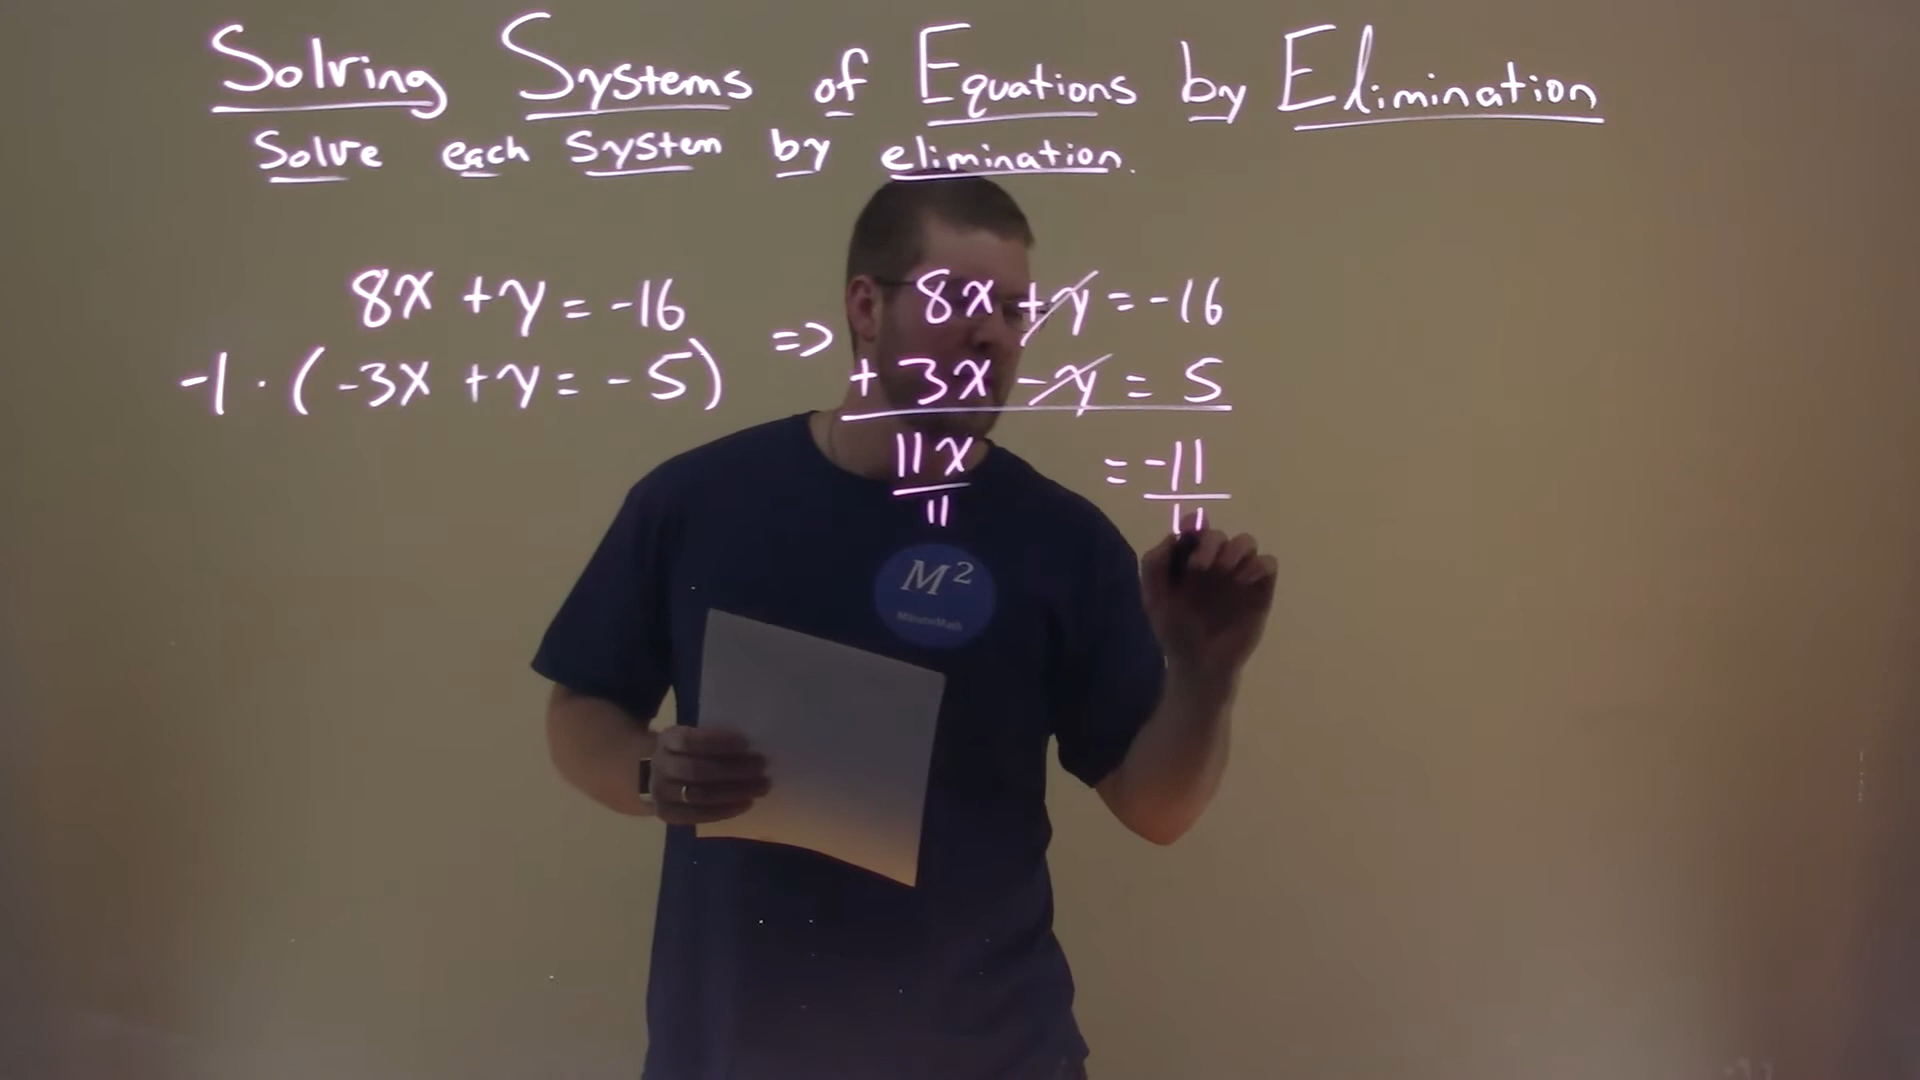 Solving Systems of Equations by Elimination
Solve each system by elimination.
8x + y = -16
-1 · (-3x + y = -5)
=>
8x + y = -16
+ 3x - y = 5
11x = -11
11 11
M²
MinuteMath